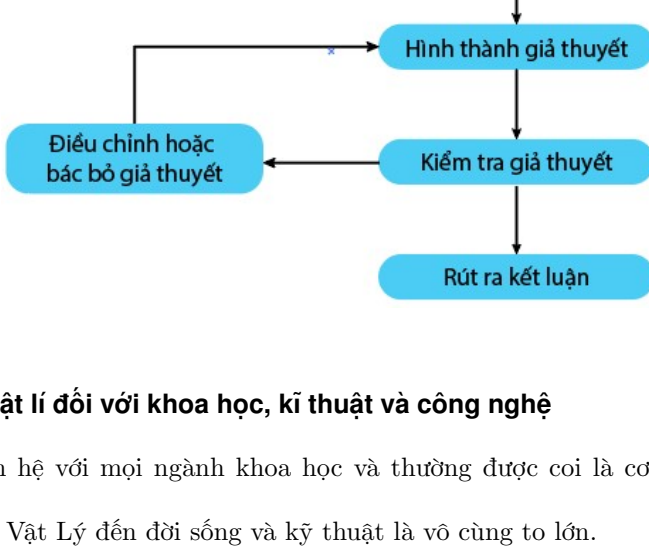 Hình thành giả thuyết
Điều chỉnh hoặc
bác bỏ giả thuyết
Kiểm tra giả thuyết
Rút ra kết luận
lí đối với khoa học, kĩ thuật và công nghệ
hệ với mọi ngành khoa học và thường được coi là cơ
Vật Lý đến đời sống và kỹ thuật là vô cùng to lớn.